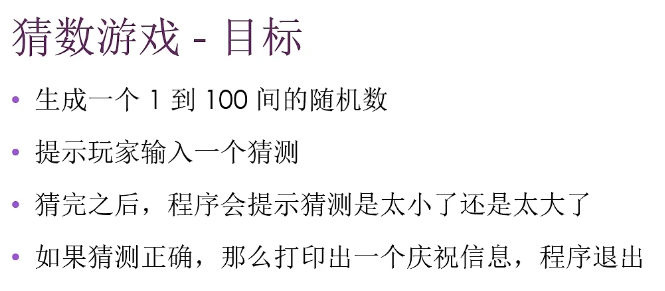 猜数游戏 - 目标
• 生成一个 1 到 100 间的随机数
• 提示玩家输入一个猜测
• 猜完之后，程序会提示猜测是太小了还是太大了
• 如果猜测正确，那么打印出一个庆祝信息，程序退出